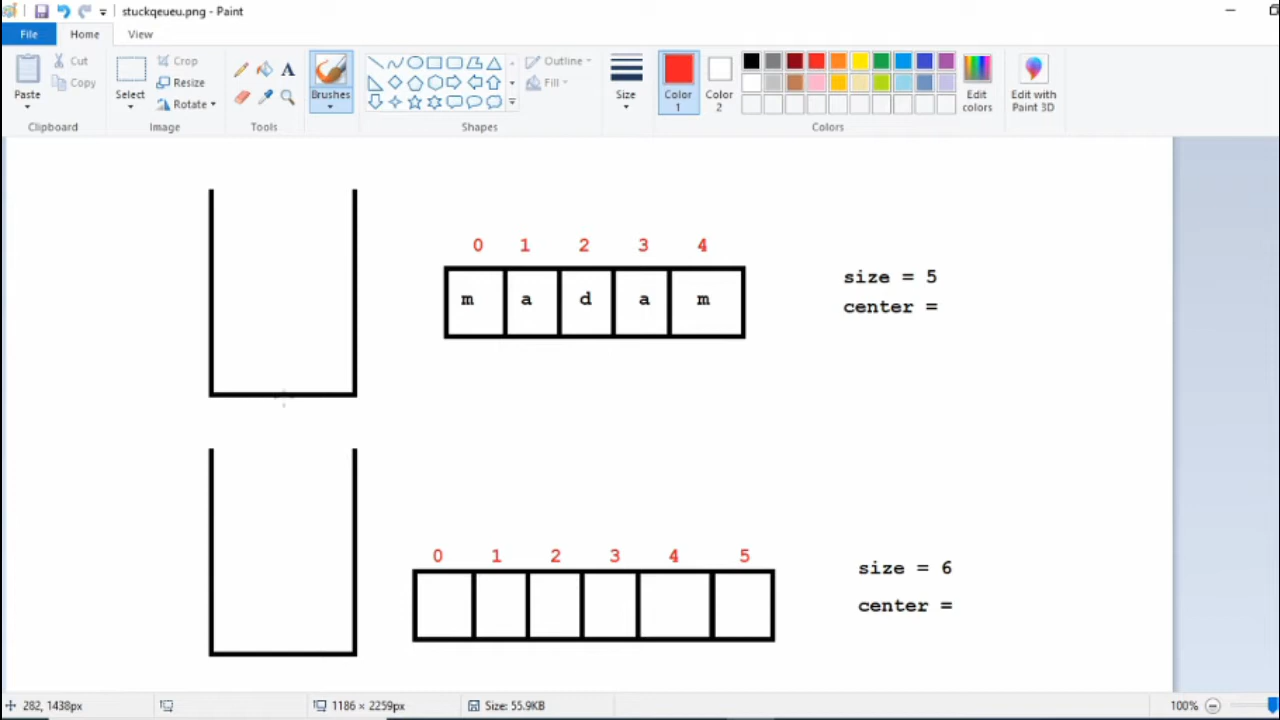 stuckqeueu.png - Paint
File Home View
Paste Cut Copy Clipboard
Select Crop Resize Rotate Image
A Tools
Brushes
Outline Fill Shapes
Size
Color 1 Color 2 Edit colors Colors
Edit with Paint 3D
0 1 2 3 4
m a d a m
size = 5
center =
0 1 2 3 4 5
size = 6
center =
282, 1438px 1186 × 2259px Size: 55.9KB 100%